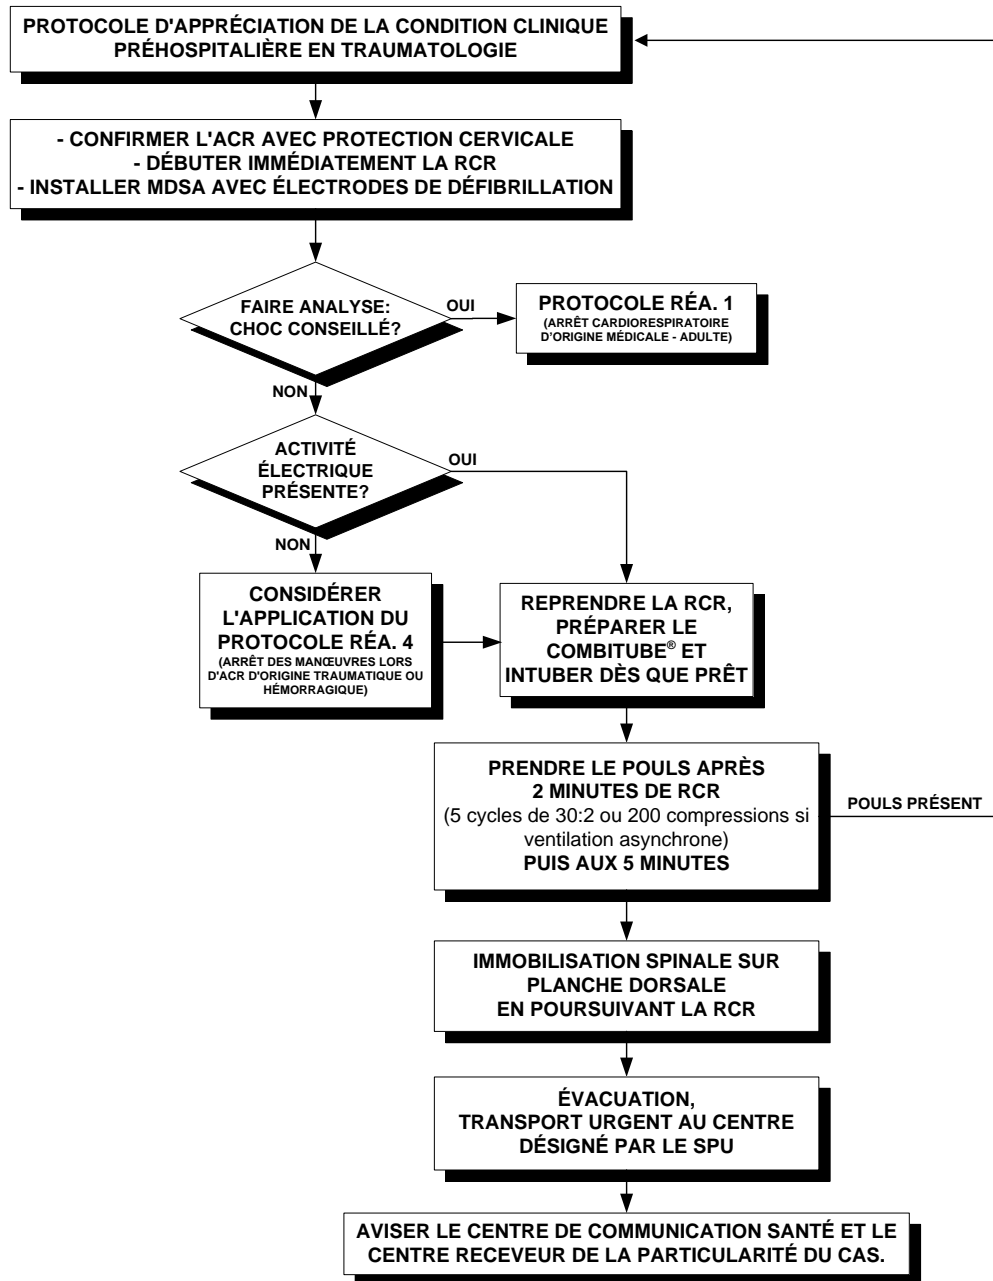 PROTOCOLE D'APPRÉCIATION DE LA CONDITION CLINIQUE
PRÉHOSPITALIÈRE EN TRAUMATOLOGIE
- CONFIRMER L'ACR AVEC PROTECTION CERVICALE
- DÉBUTER IMMÉDIATEMENT LA RCR
- INSTALLER MDSA AVEC ÉLECTRODES DE DÉFIBRILLATION
FAIRE ANALYSE:
CHOC CONSEILLÉ?
OUI
PROTOCOLE RÉA. 1
(ARRÊT CARDIORESPIRATOIRE
D'ORIGINE MÉDICALE - ADULTE)
NON
ACTIVITÉ
ÉLECTRIQUE
PRÉSENTE?
OUI
NON
CONSIDÉRER
L'APPLICATION DU
PROTOCOLE RÉA. 4
(ARRÊT DES MANŒUVRES LORS
D'ACR D'ORIGINE TRAUMATIQUE OU
HÉMORRAGIQUE)
REPRENDRE LA RCR,
PRÉPARER LE
COMBITUBE® ET
INTUBER DÈS QUE PRÊT
PRENDRE LE POULS APRÈS
2 MINUTES DE RCR
(5 cycles de 30:2 ou 200 compressions si
ventilation asynchrone)
PUIS AUX 5 MINUTES
POULS PRÉSENT
IMMOBILISATION SPINALE SUR
PLANCHE DORSALE
EN POURSUIVANT LA RCR
ÉVACUATION,
TRANSPORT URGENT AU CENTRE
DÉSIGNÉ PAR LE SPU
AVISER LE CENTRE DE COMMUNICATION SANTÉ ET LE
CENTRE RECEVEUR DE LA PARTICULARITÉ DU CAS.